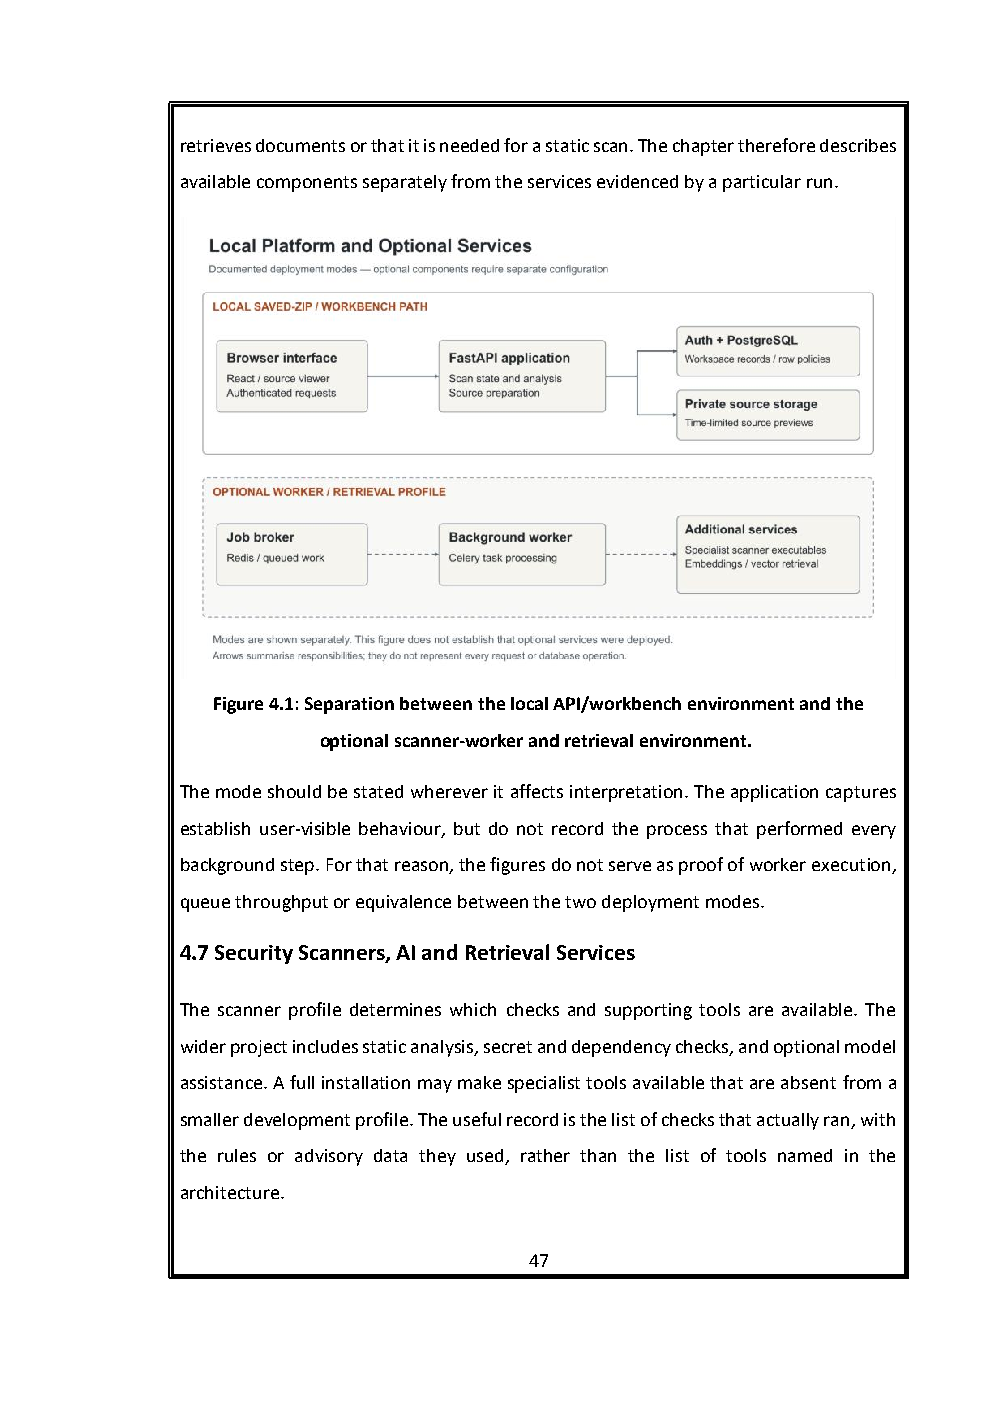 retrieves documents or that it is needed for a static scan. The chapter therefore describes
available components separately from the services evidenced by a particular run.
Local Platform and Optional Services
Documented deployment modes — optional components require separate configuration
LOCAL SAVED-ZIP / WORKBENCH PATH
Browser interface
React / source viewer
Authenticated requests
FastAPI application
Scan state and analysis
Source preparation
Auth + PostgreSQL
Workspace records / row policies
Private source storage
Time-limited source previews
OPTIONAL WORKER / RETRIEVAL PROFILE
Job broker
Redis / queued work
Background worker
Celery task processing
Additional services
Specialist scanner executables
Embeddings / vector retrieval
Modes are shown separately. This figure does not establish that optional services were deployed.
Arrows summarise responsibilities; they do not represent every request or database operation.
Figure 4.1: Separation between the local API/workbench environment and the
optional scanner-worker and retrieval environment.
The mode should be stated wherever it affects interpretation. The application captures
establish user-visible behaviour, but do not record the process that performed every
background step. For that reason, the figures do not serve as proof of worker execution,
queue throughput or equivalence between the two deployment modes.
4.7 Security Scanners, AI and Retrieval Services
The scanner profile determines which checks and supporting tools are available. The
wider project includes static analysis, secret and dependency checks, and optional model
assistance. A full installation may make specialist tools available that are absent from a
smaller development profile. The useful record is the list of checks that actually ran, with
the rules or advisory data they used, rather than the list of tools named in the
architecture.
47